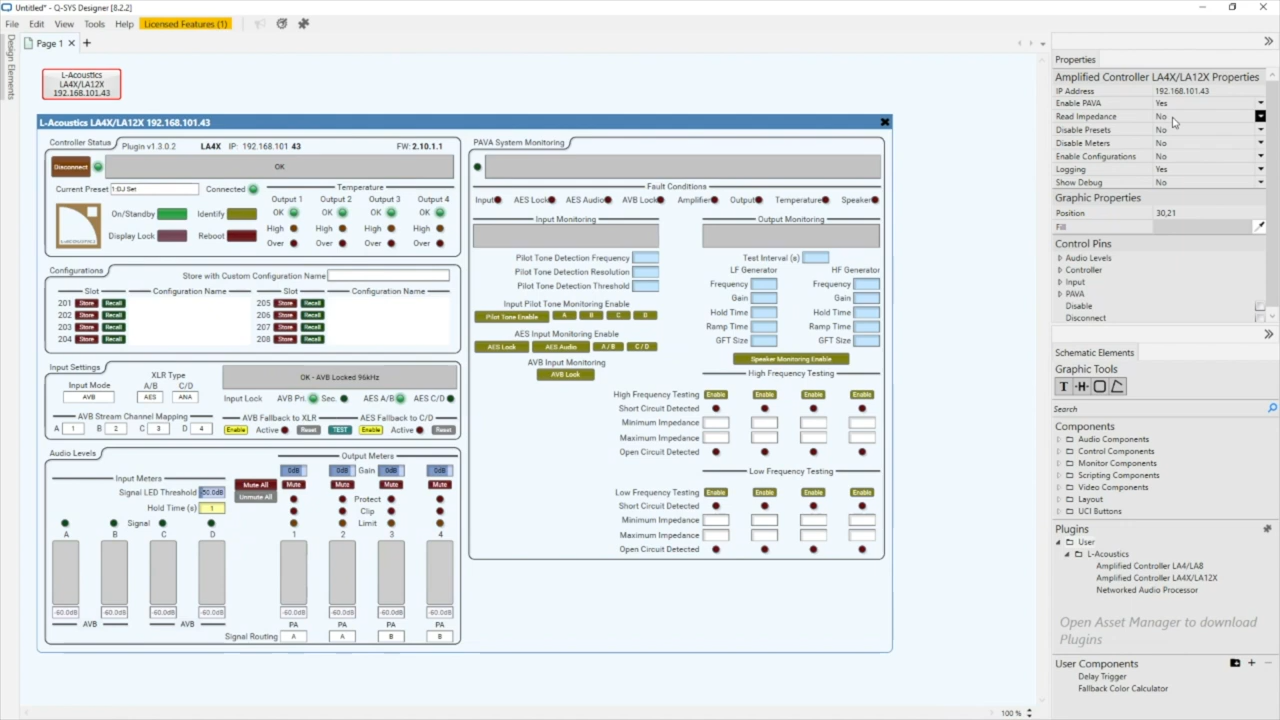 Untitled* - Q-SYS Designer [8.2.2]
File Edit View Tools Help Licensed Features (1)
Design Elements
Page 1
L-Acoustics
LA4X/LA12X
192.168.101.43
L-Acoustics LA4X/LA12X 192.168.101.43
Controller Status Plugin v1.3.0.2 LA4X IP: 192.168.101 43 FW: 2.10.1.1
Disconnect OK
Current Preset 1 OJ Set Connected
Temperature
Output 1 Output 2 Output 3 Output 4
On/Standby Identify
OK OK OK OK
High High High High
Display Lock Reboot
Over Over Over Over
L-ACOUSTICS
Configurations
Store with Custom Configuration Name
Slot Configuration Name Slot Configuration Name
201 Store Recall 205 Store Recall
202 Store Recall 206 Store Recall
203 Store Recall 207 Store Recall
204 Store Recall 208 Store Recall
Input Settings
XLR Type
Input Mode A/B C/D
AVB AES ANA
OK - AVB Locked 96kHz
Input Lock AVB Pri. Sec. AES A/B AES C/D
AVB Stream Channel Mapping
A 1 B 2 C 3 D 4
AVB Fallback to XLR AES Fallback to C/D
Enable Active Reset TEST Enable Active Reset
Audio Levels
Output Meters
Input Meters
0dB 0dB Gain 0dB 0dB
Signal LED Threshold -50.0dB
Mute All Mute Mute Mute Mute
Unmute All
Hold Time (s) 1
Protect
Clip
Signal Limit
A B C D 1 2 3 4
-60.0dB -60.0dB -60.0dB -60.0dB -60.0dB -60.0dB -60.0dB -60.0dB
AVB AVB PA PA PA PA
Signal Routing A A B B
PAVA System Monitoring
Fault Conditions
Input AES Lock AES Audio AVB Lock Amplifier Output Temperature Speaker
Input Monitoring
Pilot Tone Detection Frequency
Pilot Tone Detection Resolution
Pilot Tone Detection Threshold
Input Pilot Tone Monitoring Enable
Pilot Tone Enable A B C D
AES Input Monitoring Enable
AES Lock AES Audio A / B C / D
AVB Input Monitoring
AVB Lock
Output Monitoring
Test Interval (s)
LF Generator HF Generator
Frequency Frequency
Gain Gain
Hold Time Hold Time
Ramp Time Ramp Time
GFT Size GFT Size
Speaker Monitoring Enable
High Frequency Testing
High Frequency Testing Enable Enable Enable Enable
Short Circuit Detected
Minimum Impedance
Maximum Impedance
Open Circuit Detected
Low Frequency Testing
Low Frequency Testing Enable Enable Enable Enable
Short Circuit Detected
Minimum Impedance
Maximum Impedance
Open Circuit Detected
Properties
Amplified Controller LA4X/LA12X Properties
IP Address 192.168.101.43
Enable PAVA Yes
Read Impedance No
Disable Presets No
Disable Meters No
Enable Configurations No
Logging Yes
Show Debug No
Graphic Properties
Position 30,21
Fill
Control Pins
Audio Levels
Controller
Input
PAVA
Disable
Disconnect
Schematic Elements
Graphic Tools
T H
Search
Components
Audio Components
Control Components
Monitor Components
Scripting Components
Video Components
Layout
UCI Buttons
Plugins
User
L-Acoustics
Amplified Controller LA4/LA8
Amplified Controller LA4X/LA12X
Networked Audio Processor
Open Asset Manager to download
Plugins
User Components
Delay Trigger
Fallback Color Calculator
100 %